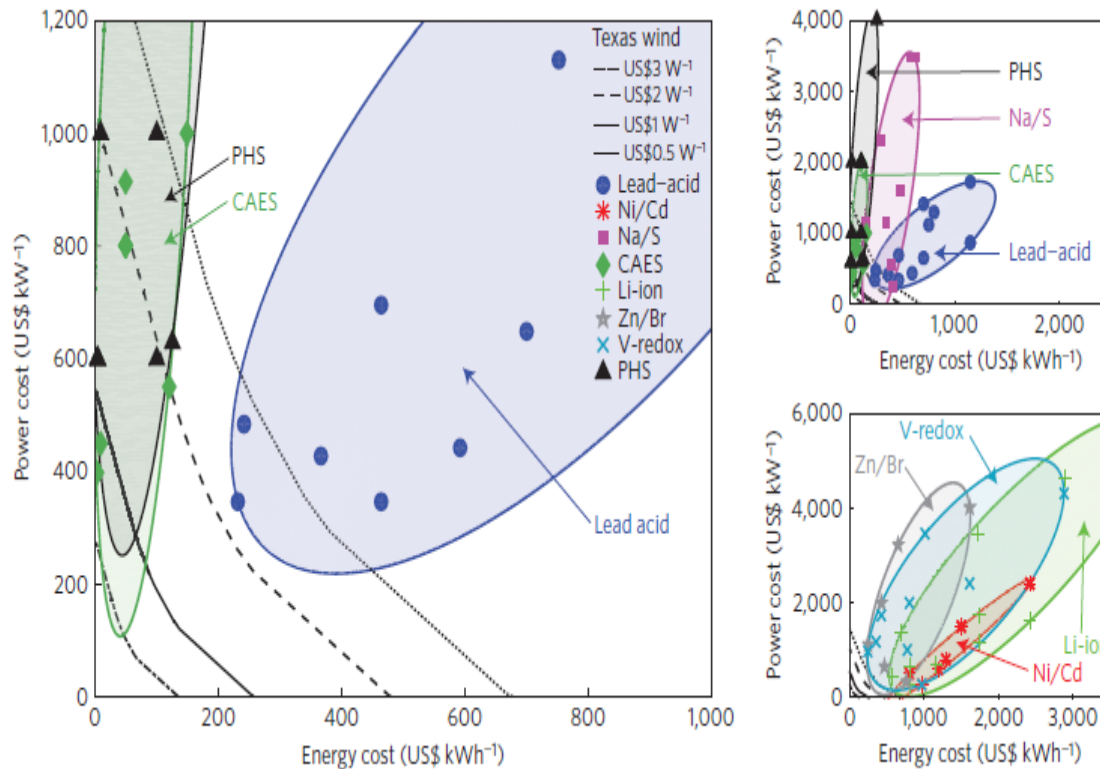 1,200
1,000
800
600
400
200
0
Power cost (US$ kW⁻¹)
0
200
400
600
800
1,000
Energy cost (US$ kWh⁻¹)
PHS
CAES
Lead acid
Texas wind
US$3 W⁻¹
US$2 W⁻¹
US$1 W⁻¹
US$0.5 W⁻¹
Lead–acid
Ni/Cd
Na/S
CAES
Li-ion
Zn/Br
V-redox
PHS
4,000
3,000
2000
1000
0
Power cost (US$ kW⁻¹)
0
1,000
2,000
Energy cost (US$ kWh⁻¹)
PHS
Na/S
CAES
Lead–acid
6,000
4,000
2,000
0
Power cost (US$ kW⁻¹)
0
1,000
2,000
3,000
Energy cost (US$ kWh⁻¹)
V-redox
Zn/Br
Li-io
Ni/Cd